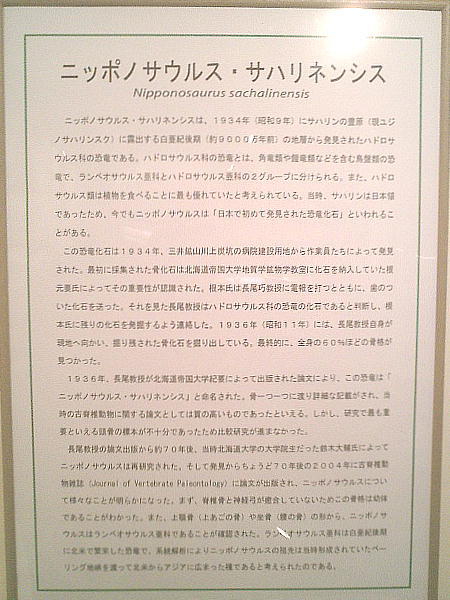 ニッポノサウルス・サハリネンシス
Nipponosaurus sachalinensis
ニッポノサウルス・サハリネンシスは、1934年（昭和9年）にサハリンの豊原（現ユジ
ノサハリンスク）に露出する白亜紀後期（約9000万年前）の地層から発見されたハドロサ
ウルス科の恐竜である。ハドロサウルス科の恐竜とは、角竜類や鎧竜類などを含む鳥盤類の恐
竜で、ランベオサウルス亜科とハドロサウルス亜科の2グループに分けられる。また、ハドロ
サウルス類は植物を食べることに最も優れていたと考えられている。当時、サハリンは日本領
であったため、今でもニッポノサウルスは「日本で初めて発見された恐竜化石」といわれるこ
とがある。
この恐竜化石は1934年、三井鉱山川上炭坑の病院建設用地から作業員たちによって発見
された。最初に採集された骨化石は北海道帝国大学地質学鉱物学教室に化石を納入していた根
本要氏によってその重要性が認識された。根本氏は長尾巧教授に電報を打つとともに、歯のつ
いた化石を送った。それを見た長尾教授はハドロサウルス科の恐竜の化石であると判断し、根
本氏に残りの化石を発掘するよう連絡した。1936年（昭和11年）には、長尾教授自身が
現地へ向かい、掘り残された骨化石を掘り出している。最終的に、全身の60％ほどの骨格が
見つかった。
1936年、長尾教授が北海道帝国大学紀要によって出版された論文により、この恐竜は「
ニッポノサウルス・サハリネンシス」と命名された。骨一つ一つに渡り詳細な記載がされ、当
時の古脊椎動物に関する論文としては質の高いものであったといえる。しかし、研究で最も重
要といえる頭骨の標本が不十分であったため比較研究が進まなかった。
長尾教授の論文出版から約70年後、当時北海道大学の大学院生だった鈴木大輔氏によって
ニッポノサウルスは再研究された。そして発見からちょうど70年後の2004年に古脊椎動
物雑誌（Journal of Vertebrate Paleontology）に論文が出版され、ニッポノサウルスについ
て様々なことが明らかになった。まず、脊椎骨と神経弓が癒合していないためこの骨格は幼体
であることがわかった。また、上顎骨（上あごの骨）や坐骨（腰の骨）の形から、ニッポノサ
ウルスはランベオサウルス亜科であることが確認された。ランベオサウルス亜科は白亜紀後期
に北米で繁栄した恐竜で、系統解析によりニッポノサウルスの祖先は当時形成されていたベー
リング地峡を渡って北米からアジアに広まった種であると考えられたのである。